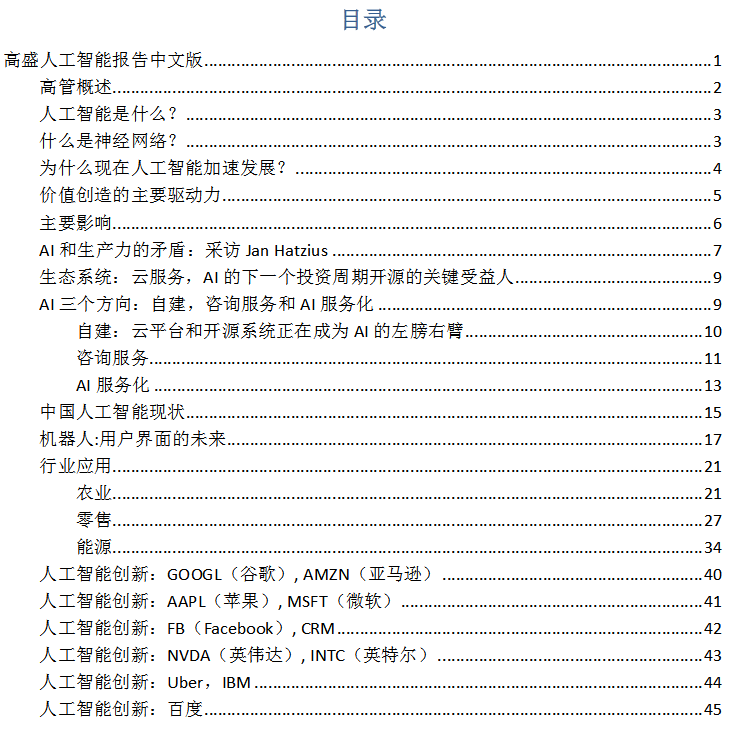 目录
高盛人工智能报告中文版........1
高管概述........2
人工智能是什么？........3
什么是神经网络？........3
为什么现在人工智能加速发展？........4
价值创造的主要驱动力........5
主要影响........6
AI 和生产力的矛盾：采访 Jan Hatzius........7
生态系统：云服务，AI 的下一个投资周期开源的关键受益人........9
AI 三个方向：自建，咨询服务和 AI 服务化........9
自建：云平台和开源系统正在成为 AI 的左膀右臂........10
咨询服务........11
AI 服务化........13
中国人工智能现状........15
机器人:用户界面的未来........17
行业应用........21
农业........21
零售........27
能源........34
人工智能创新：GOOGL（谷歌）, AMZN（亚马逊）........40
人工智能创新：AAPL（苹果）, MSFT（微软）........41
人工智能创新：FB（Facebook）, CRM........42
人工智能创新：NVDA（英伟达）, INTC（英特尔）........43
人工智能创新：Uber，IBM........44
人工智能创新：百度........45